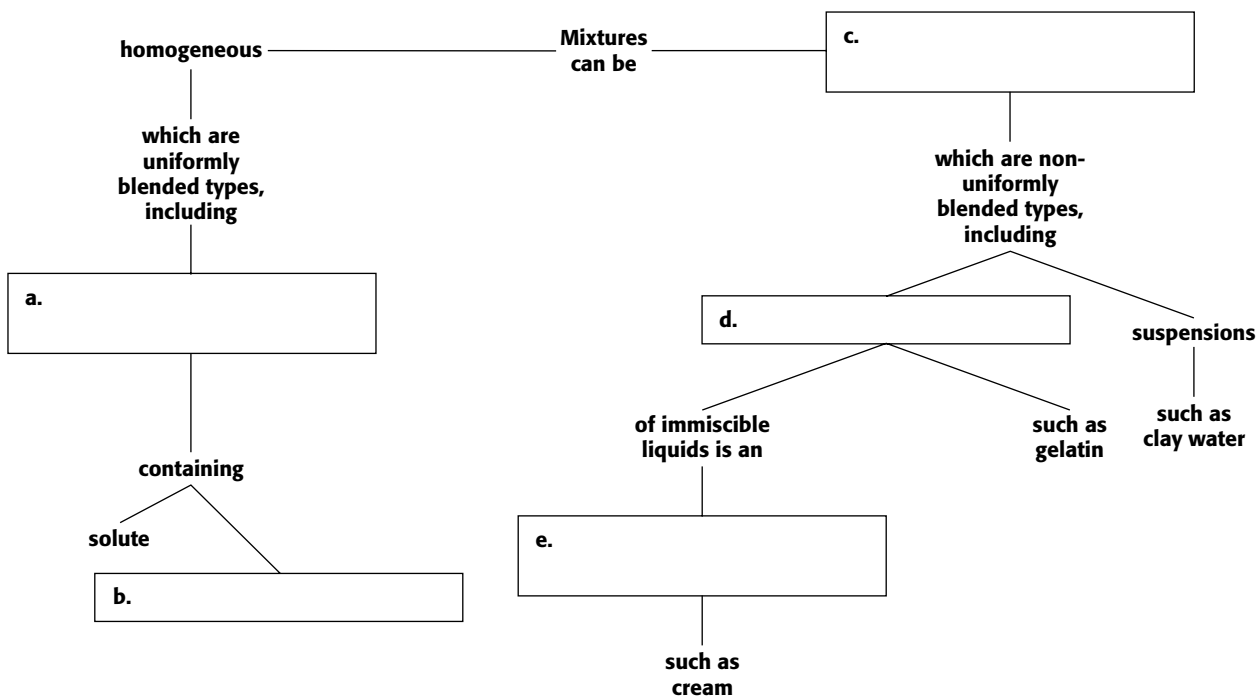 homogeneous
Mixtures
can be
c.
which are
uniformly
blended types,
including
which are non-
uniformly
blended types,
including
a.
d.
suspensions
of immiscible
liquids is an
such as
gelatin
such as
clay water
containing
solute
e.
b.
such as
cream